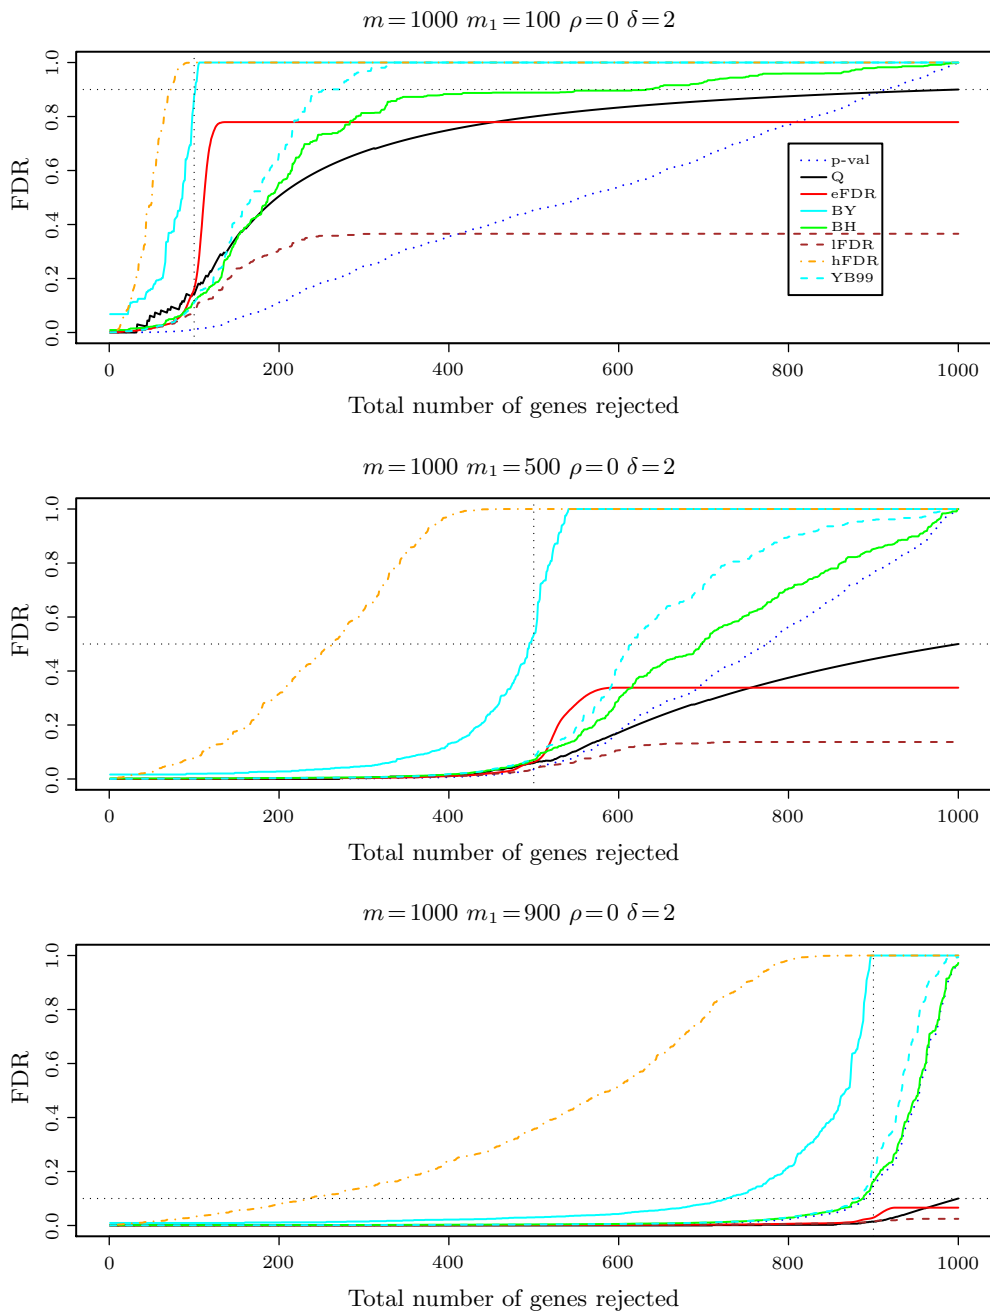 m=1000 m₁=100 ρ=0 δ=2
FDR
1.0
0.8
0.6
0.4
0.2
0.0
p-val
Q
eFDR
BY
BH
lFDR
hFDR
YB99
0 200 400 600 800 1000
Total number of genes rejected
m=1000 m₁=500 ρ=0 δ=2
FDR
1.0
0.8
0.6
0.4
0.2
0.0
0 200 400 600 800 1000
Total number of genes rejected
m=1000 m₁=900 ρ=0 δ=2
FDR
1.0
0.8
0.6
0.4
0.2
0.0
0 200 400 600 800 1000
Total number of genes rejected